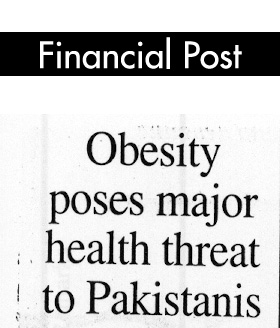 Financial Post
Obesity
poses major
health threat
to Pakistanis